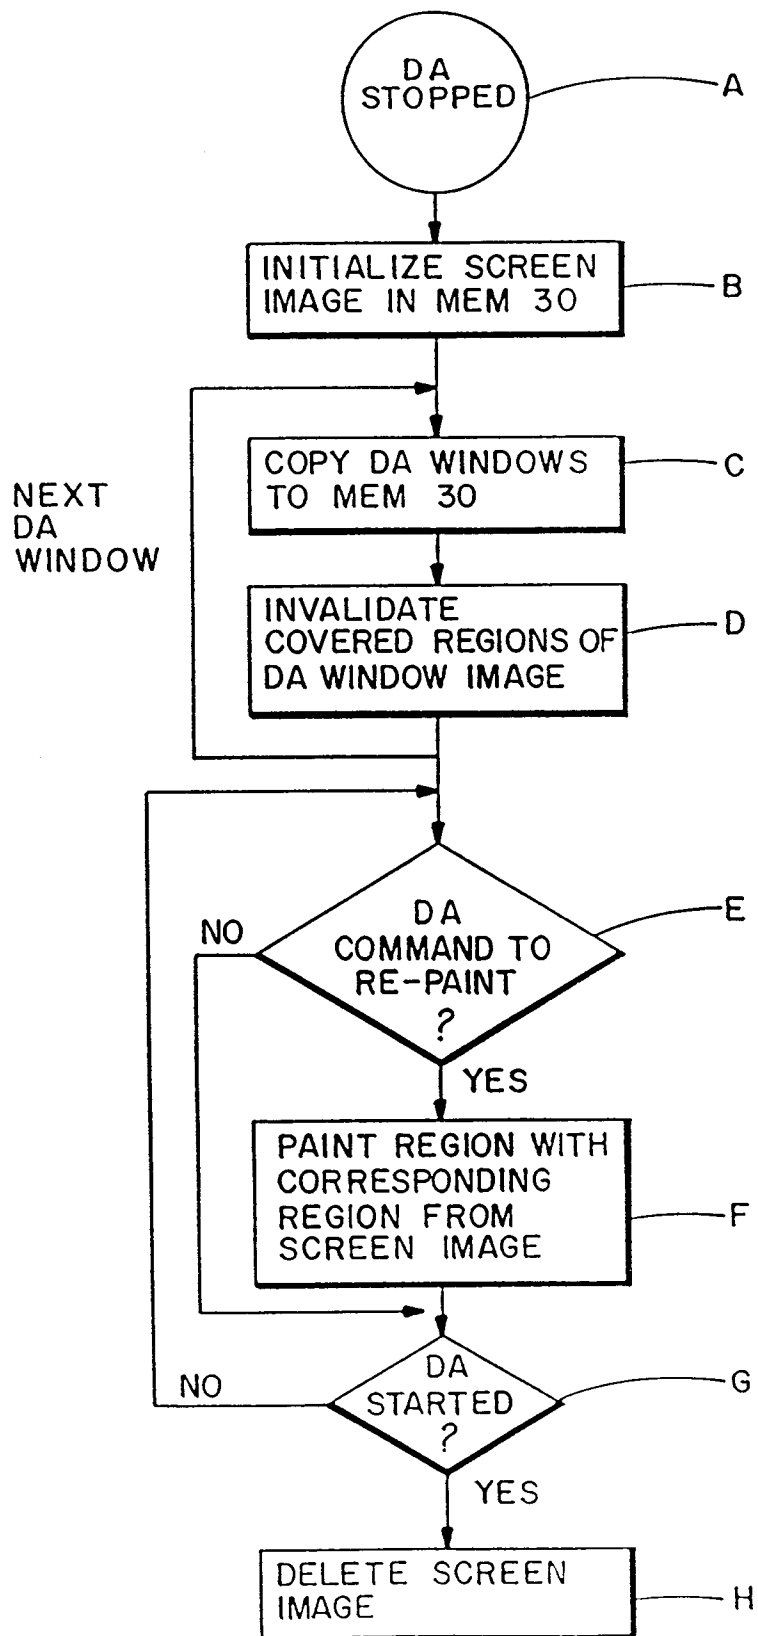 DA
STOPPED
A
INITIALIZE SCREEN
IMAGE IN MEM 30
B
COPY DA WINDOWS
TO MEM 30
C
NEXT
DA
WINDOW
INVALIDATE
COVERED REGIONS OF
DA WINDOW IMAGE
D
DA
COMMAND TO
RE-PAINT
?
E
NO
YES
PAINT REGION WITH
CORRESPONDING
REGION FROM
SCREEN IMAGE
F
DA
STARTED
?
G
NO
YES
DELETE SCREEN
IMAGE
H